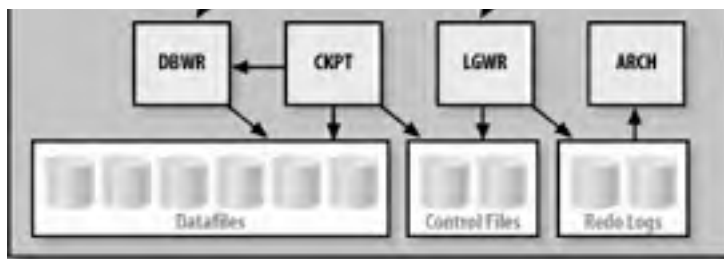 DBWR
CKPT
LGWR
ARCH
Datafiles
Control Files
Redo Logs